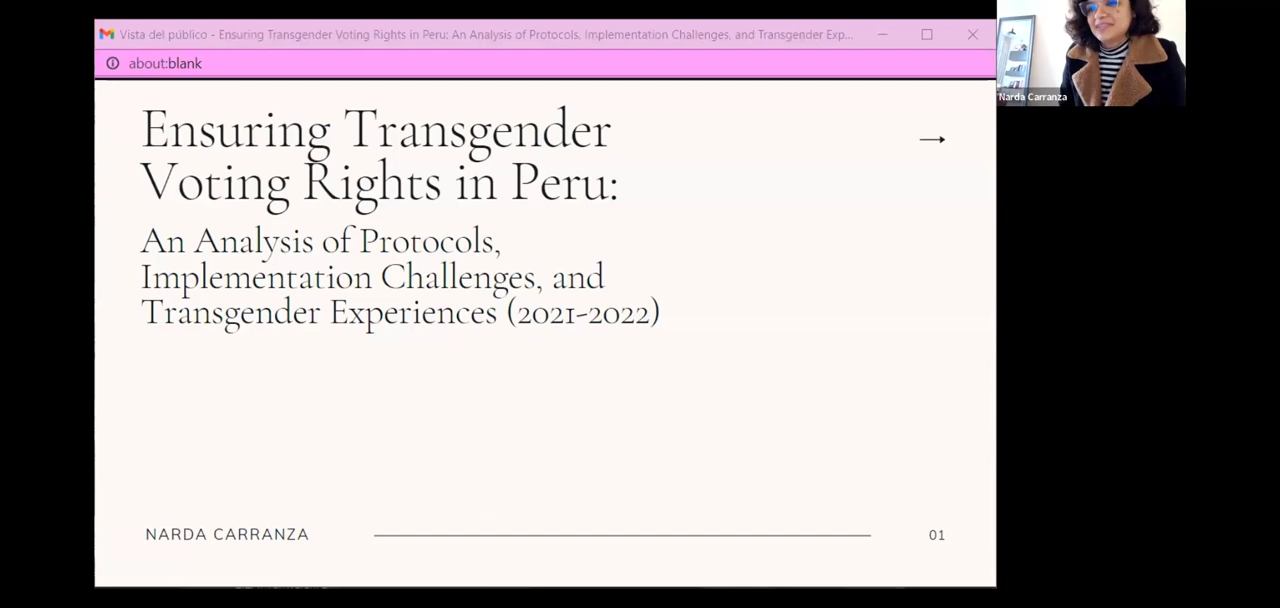 Vista del público - Ensuring Transgender Voting Rights in Peru: An Analysis of Protocols, Implementation Challenges, and Transgender Exp...
about:blank
Ensuring Transgender
Voting Rights in Peru:
An Analysis of Protocols,
Implementation Challenges, and
Transgender Experiences (2021-2022)
NARDA CARRANZA
01
Narda Carranza